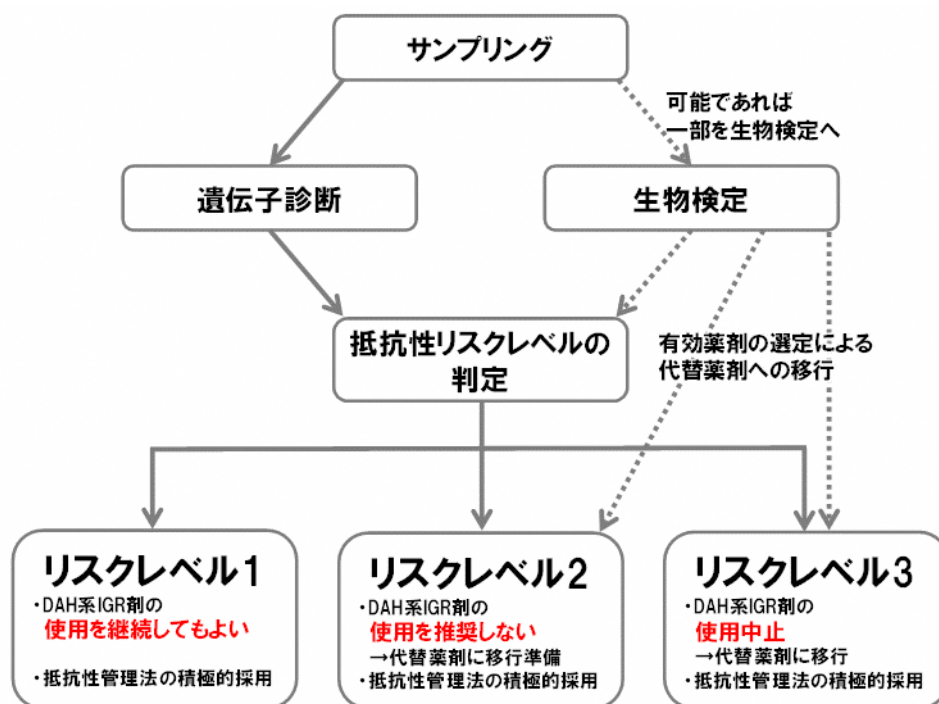 サンプリング
可能であれば
一部を生物検定へ
遺伝子診断
生物検定
抵抗性リスクレベルの
判定
有効薬剤の選定による
代替薬剤への移行
リスクレベル1
・DAH系IGR剤の
使用を継続してもよい
・抵抗性管理法の積極的採用
リスクレベル2
・DAH系IGR剤の
使用を推奨しない
→代替薬剤に移行準備
・抵抗性管理法の積極的採用
リスクレベル3
・DAH系IGR剤の
使用中止
→代替薬剤に移行
・抵抗性管理法の積極的採用